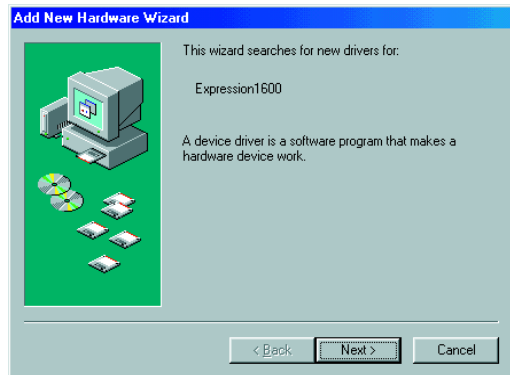 Add New Hardware Wizard
This wizard searches for new drivers for:
Expression1600
A device driver is a software program that makes a
hardware device work.
< Back
Next >
Cancel